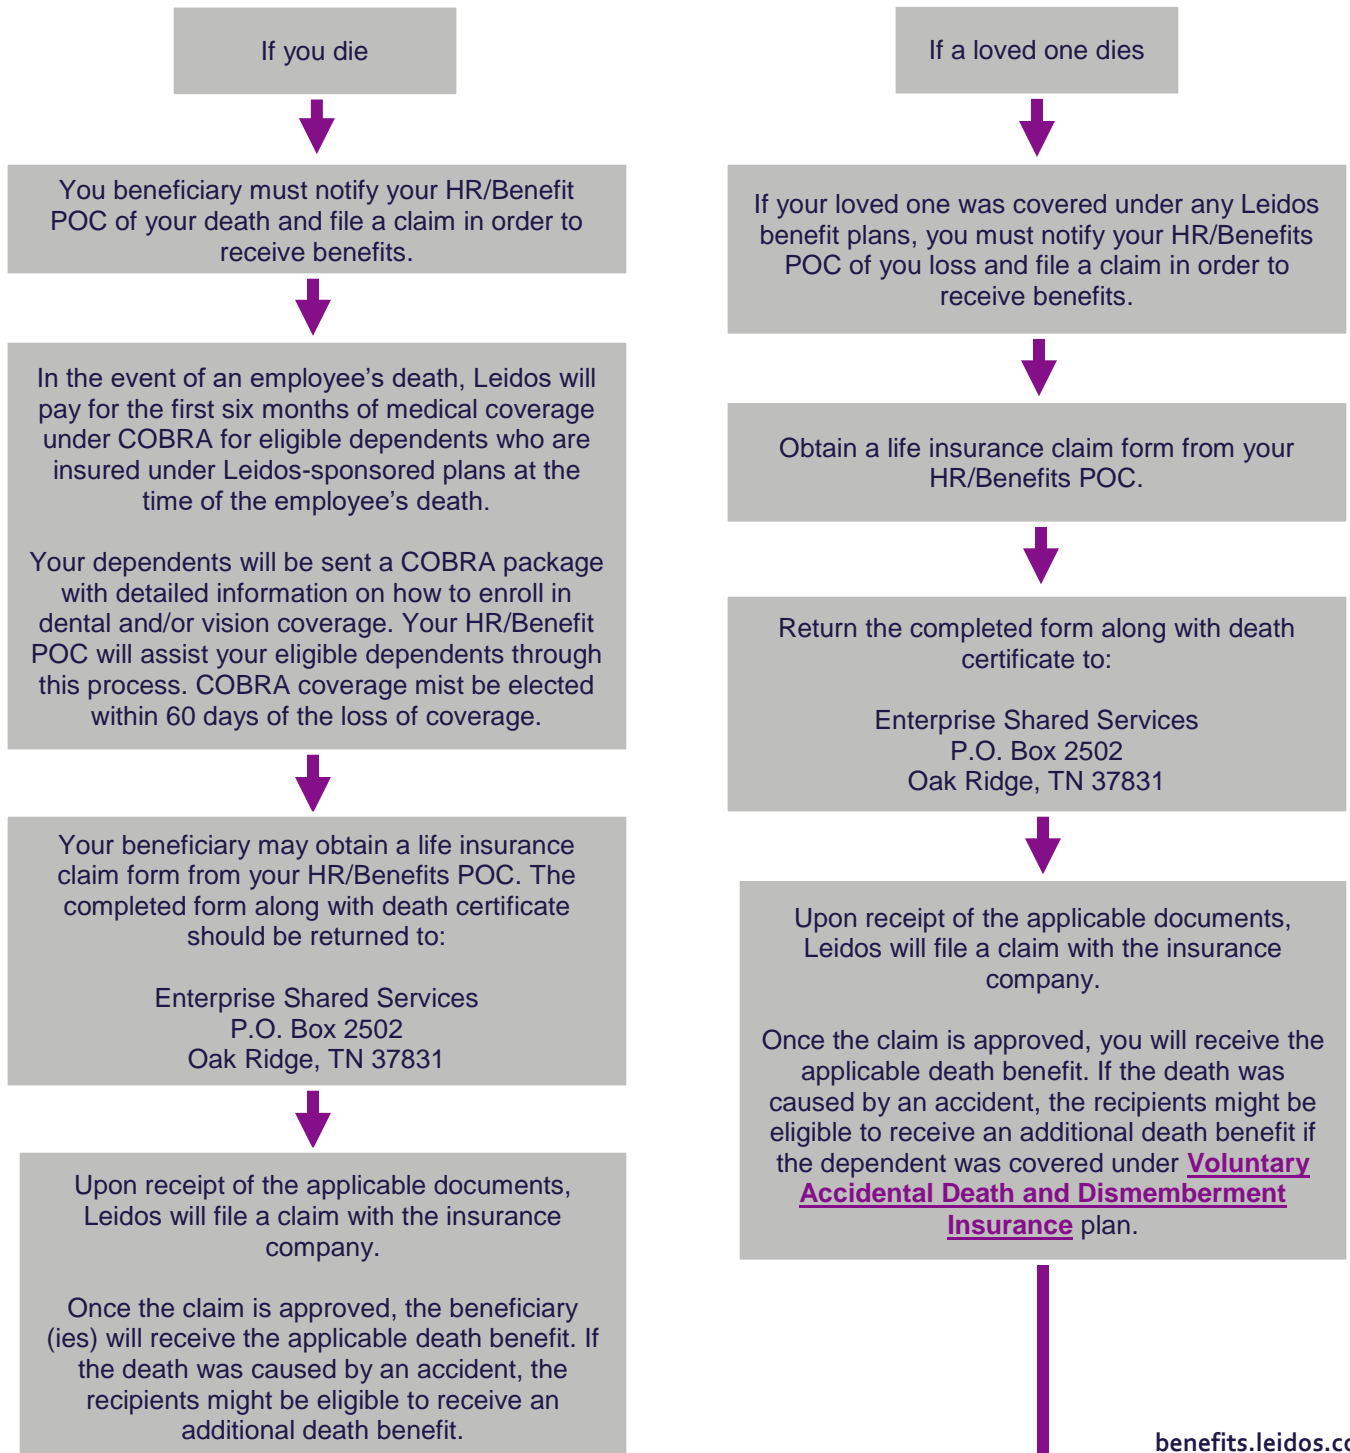 If you die
You beneficiary must notify your HR/Benefit
POC of your death and file a claim in order to
receive benefits.
In the event of an employee’s death, Leidos will
pay for the first six months of medical coverage
under COBRA for eligible dependents who are
insured under Leidos-sponsored plans at the
time of the employee’s death.
Your dependents will be sent a COBRA package
with detailed information on how to enroll in
dental and/or vision coverage. Your HR/Benefit
POC will assist your eligible dependents through
this process. COBRA coverage mist be elected
within 60 days of the loss of coverage.
Your beneficiary may obtain a life insurance
claim form from your HR/Benefits POC. The
completed form along with death certificate
should be returned to:
Enterprise Shared Services
P.O. Box 2502
Oak Ridge, TN 37831
Upon receipt of the applicable documents,
Leidos will file a claim with the insurance
company.
Once the claim is approved, the beneficiary
(ies) will receive the applicable death benefit. If
the death was caused by an accident, the
recipients might be eligible to receive an
additional death benefit.
If a loved one dies
If your loved one was covered under any Leidos
benefit plans, you must notify your HR/Benefits
POC of you loss and file a claim in order to
receive benefits.
Obtain a life insurance claim form from your
HR/Benefits POC.
Return the completed form along with death
certificate to:
Enterprise Shared Services
P.O. Box 2502
Oak Ridge, TN 37831
Upon receipt of the applicable documents,
Leidos will file a claim with the insurance
company.
Once the claim is approved, you will receive the
applicable death benefit. If the death was
caused by an accident, the recipients might be
eligible to receive an additional death benefit if
the dependent was covered under Voluntary
Accidental Death and Dismemberment
Insurance plan.
benefits.leidos.co